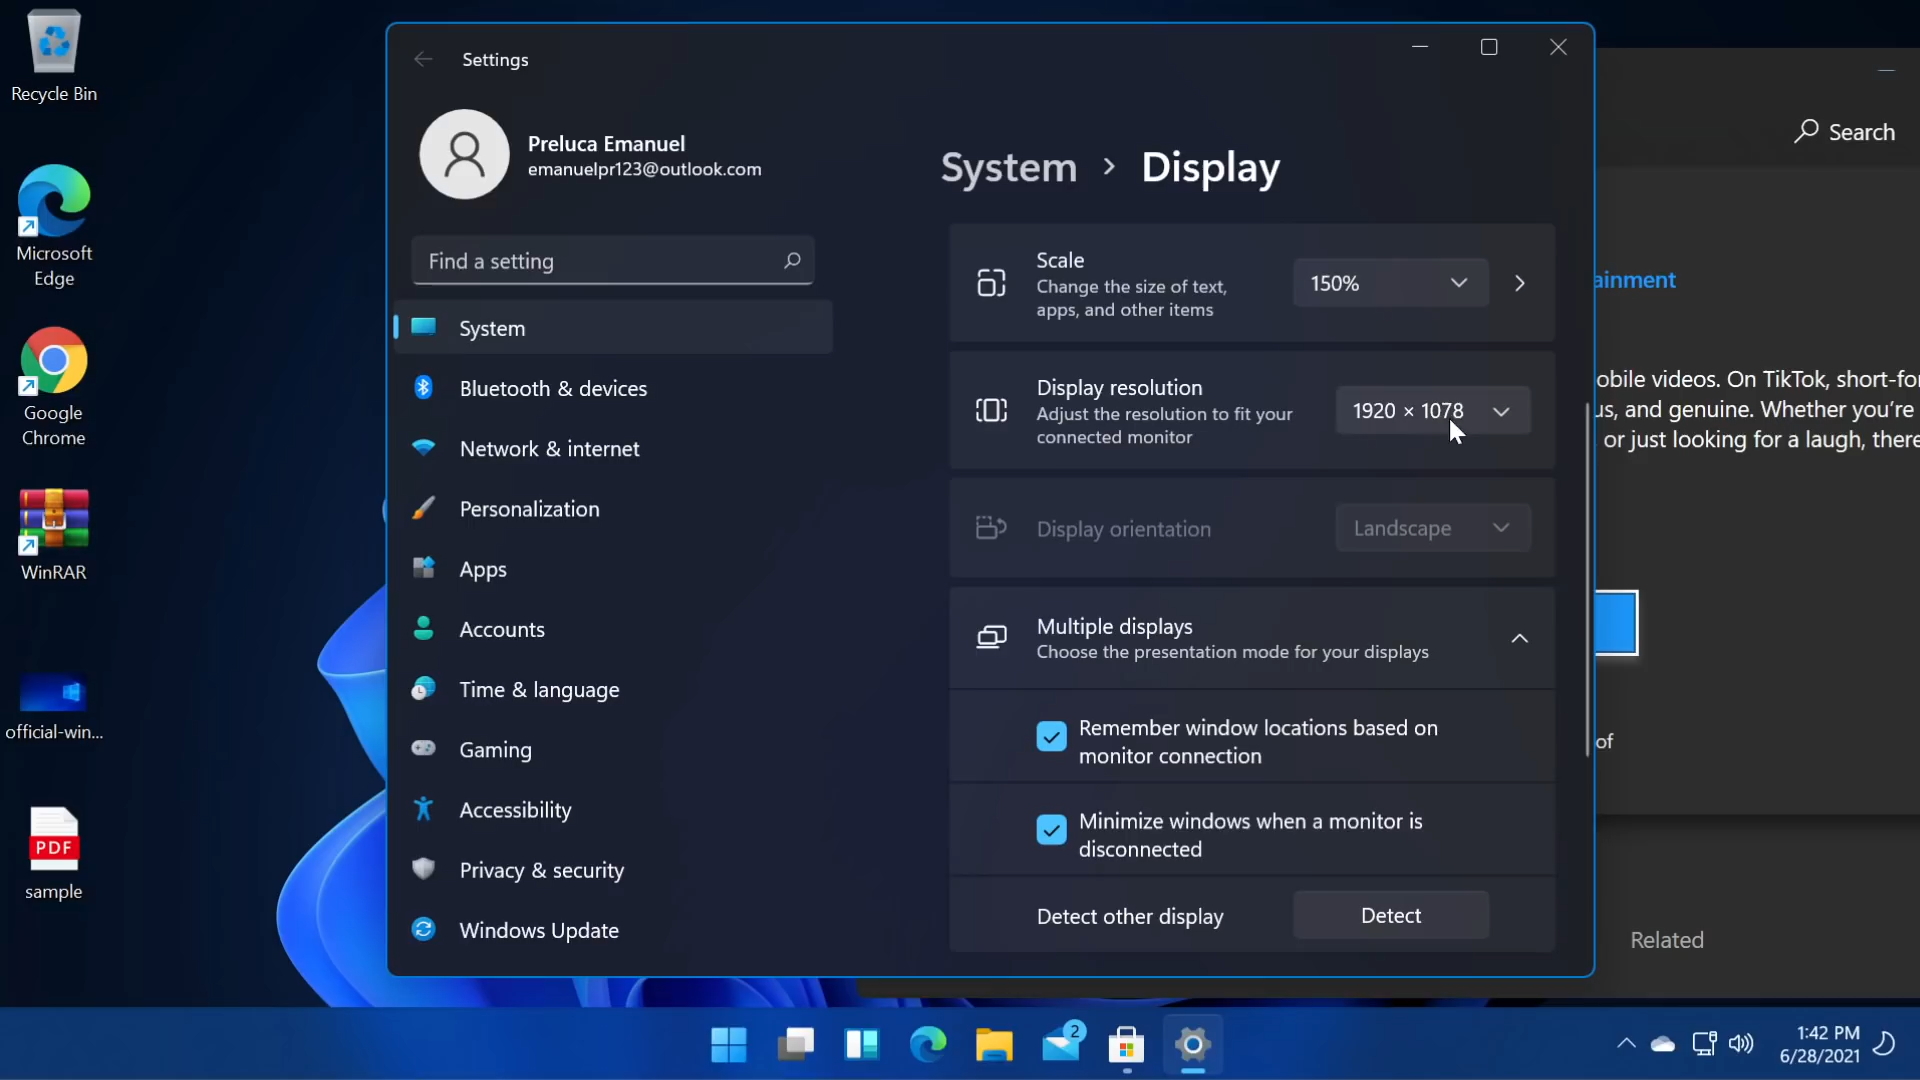 Recycle Bin
Microsoft
Edge
Google
Chrome
WinRAR
official-win...
PDF
sample
Settings
Preluca Emanuel
emanuelpr123@outlook.com
Find a setting
System
Bluetooth & devices
Network & internet
Personalization
Apps
Accounts
Time & language
Gaming
Accessibility
Privacy & security
Windows Update
System > Display
Scale
Change the size of text,
apps, and other items
150%
Display resolution
Adjust the resolution to fit your
connected monitor
1920 × 1078
Display orientation
Landscape
Multiple displays
Choose the presentation mode for your displays
Remember window locations based on
monitor connection
Minimize windows when a monitor is
disconnected
Detect other display
Detect
Search
ainment
obile videos. On TikTok, short-fo
us, and genuine. Whether you're
or just looking for a laugh, there
of
Related
2
1:42 PM
6/28/2021